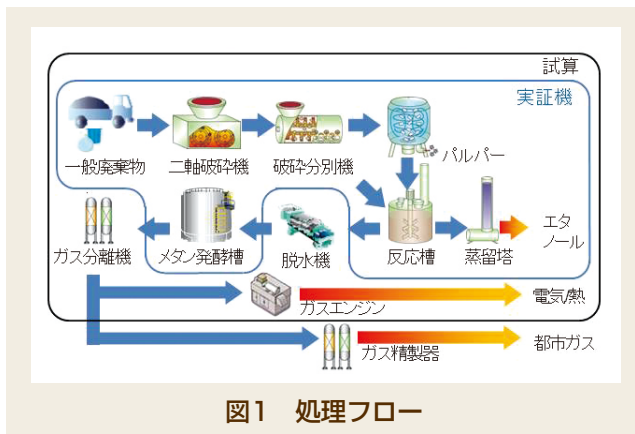 試算
実証機
一般廃棄物
二軸破砕機
破砕分別機
パルパー
ガス分離機
メタン発酵槽
脱水機
反応槽
蒸留塔
エタ
ノール
ガスエンジン
電気/熱
ガス精製器
都市ガス
図1 処理フロー